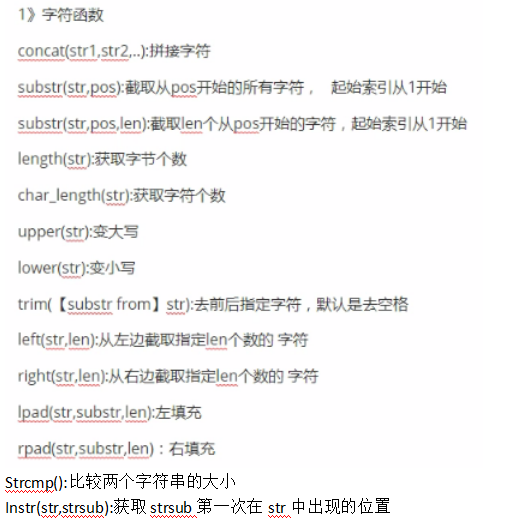 1》字符函数
concat(str1,str2,..):拼接字符
substr(str,pos):截取从pos开始的所有字符， 起始索引从1开始
substr(str,pos,len):截取len个从pos开始的字符，起始索引从1开始
length(str):获取字节个数
char_length(str):获取字符个数
upper(str):变大写
lower(str):变小写
trim(【substr from】str):去前后指定字符，默认是去空格
left(str,len):从左边截取指定len个数的 字符
right(str,len):从右边截取指定len个数的 字符
lpad(str,substr,len):左填充
rpad(str,substr,len)：右填充
Strcmp():比较两个字符串的大小
Instr(str,strsub):获取 strsub 第一次在 str 中出现的位置